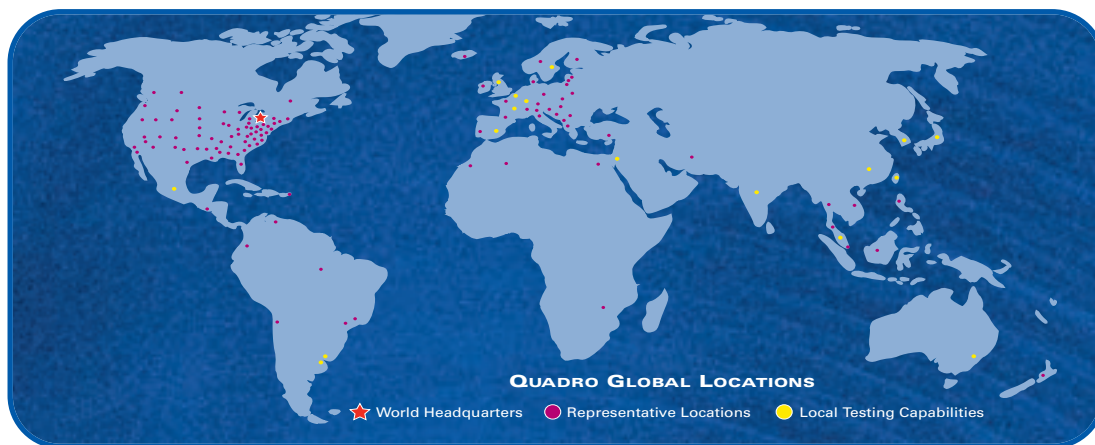 QUADRO GLOBAL LOCATIONS
World Headquarters Representative Locations Local Testing Capabilities